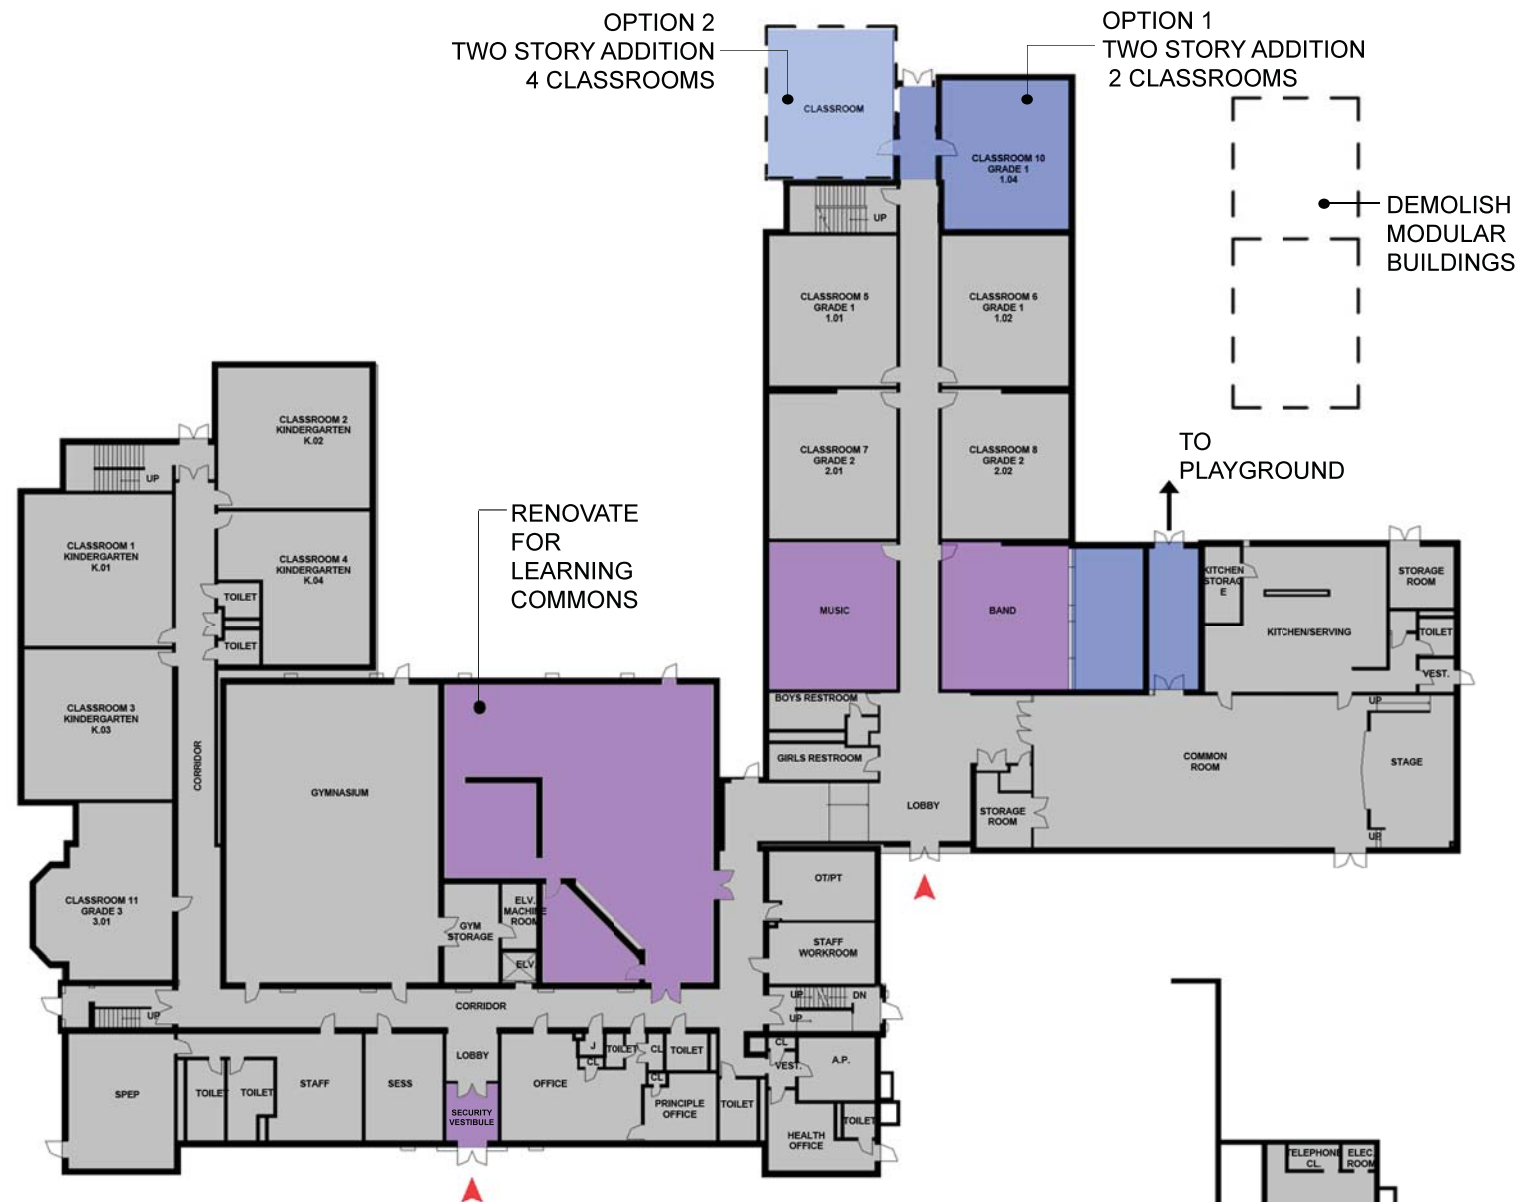 OPTION 2
TWO STORY ADDITION
4 CLASSROOMS
OPTION 1
TWO STORY ADDITION
2 CLASSROOMS
CLASSROOM
CLASSROOM 10
GRADE 1
1.04
DEMOLISH
MODULAR
BUILDINGS
UP
CLASSROOM 5
GRADE 1
1.01
CLASSROOM 6
GRADE 1
1.02
CLASSROOM 7
GRADE 2
2.01
CLASSROOM 8
GRADE 2
2.02
TO
PLAYGROUND
CLASSROOM 2
KINDERGARTEN
K.02
UP
CLASSROOM 1
KINDERGARTEN
K.01
CLASSROOM 4
KINDERGARTEN
K.04
TOILET
TOILET
RENOVATE
FOR
LEARNING
COMMONS
MUSIC
BAND
KITCHEN
STORAG
E
KITCHEN/SERVING
STORAGE
ROOM
TOILET
VEST.
CLASSROOM 3
KINDERGARTEN
K.03
CORRIDOR
GYMNASIUM
BOYS RESTROOM
GIRLS RESTROOM
LOBBY
STORAGE
ROOM
COMMON
ROOM
UP
STAGE
UP
CLASSROOM 11
GRADE 3
3.01
GYM
STORAGE
ELV.
MACHINE
ROOM
ELV.
OT/PT
STAFF
WORKROOM
UP
DN
UP
UP
CORRIDOR
SPEP
TOILET
TOILET
STAFF
SESS
LOBBY
SECURITY
VESTIBULE
OFFICE
J
CL
TOILET
CL
TOILET
CL
PRINCIPLE
OFFICE
TOILET
CL
VEST.
A.P.
HEALTH
OFFICE
TOILET
TELEPHONE
CL.
ELEC.
ROOM